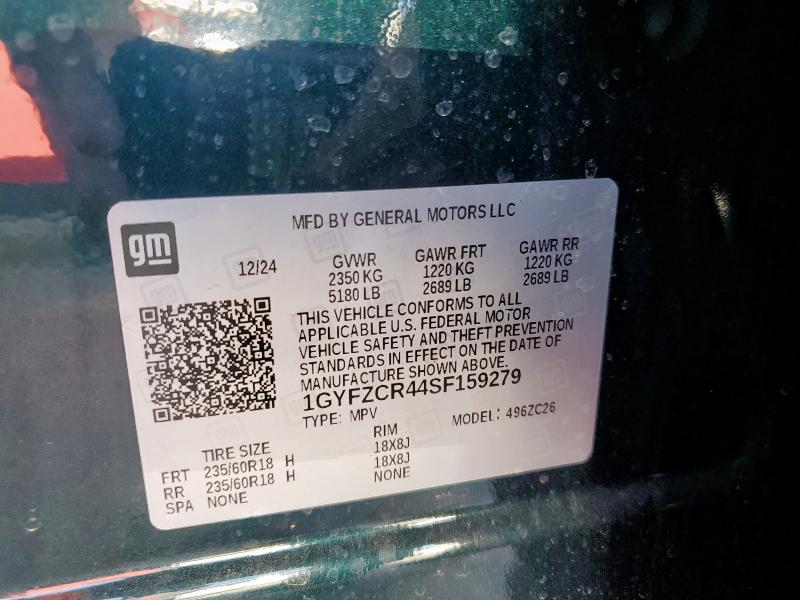 MFD BY GENERAL MOTORS LLC
gm
12/24
GVWR GAWR FRT GAWR RR
2350 KG 1220 KG 1220 KG
5180 LB 2689 LB 2689 LB
THIS VEHICLE CONFORMS TO ALL
APPLICABLE U.S. FEDERAL MOTOR
VEHICLE SAFETY AND THEFT PREVENTION
STANDARDS IN EFFECT ON THE DATE OF
MANUFACTURE SHOWN ABOVE.
1GYFZCR44SF159279
TYPE: MPV MODEL: 496ZC26
TIRE SIZE RIM
FRT 235/60R18 H 18X8J
RR 235/60R18 H 18X8J
SPA NONE NONE